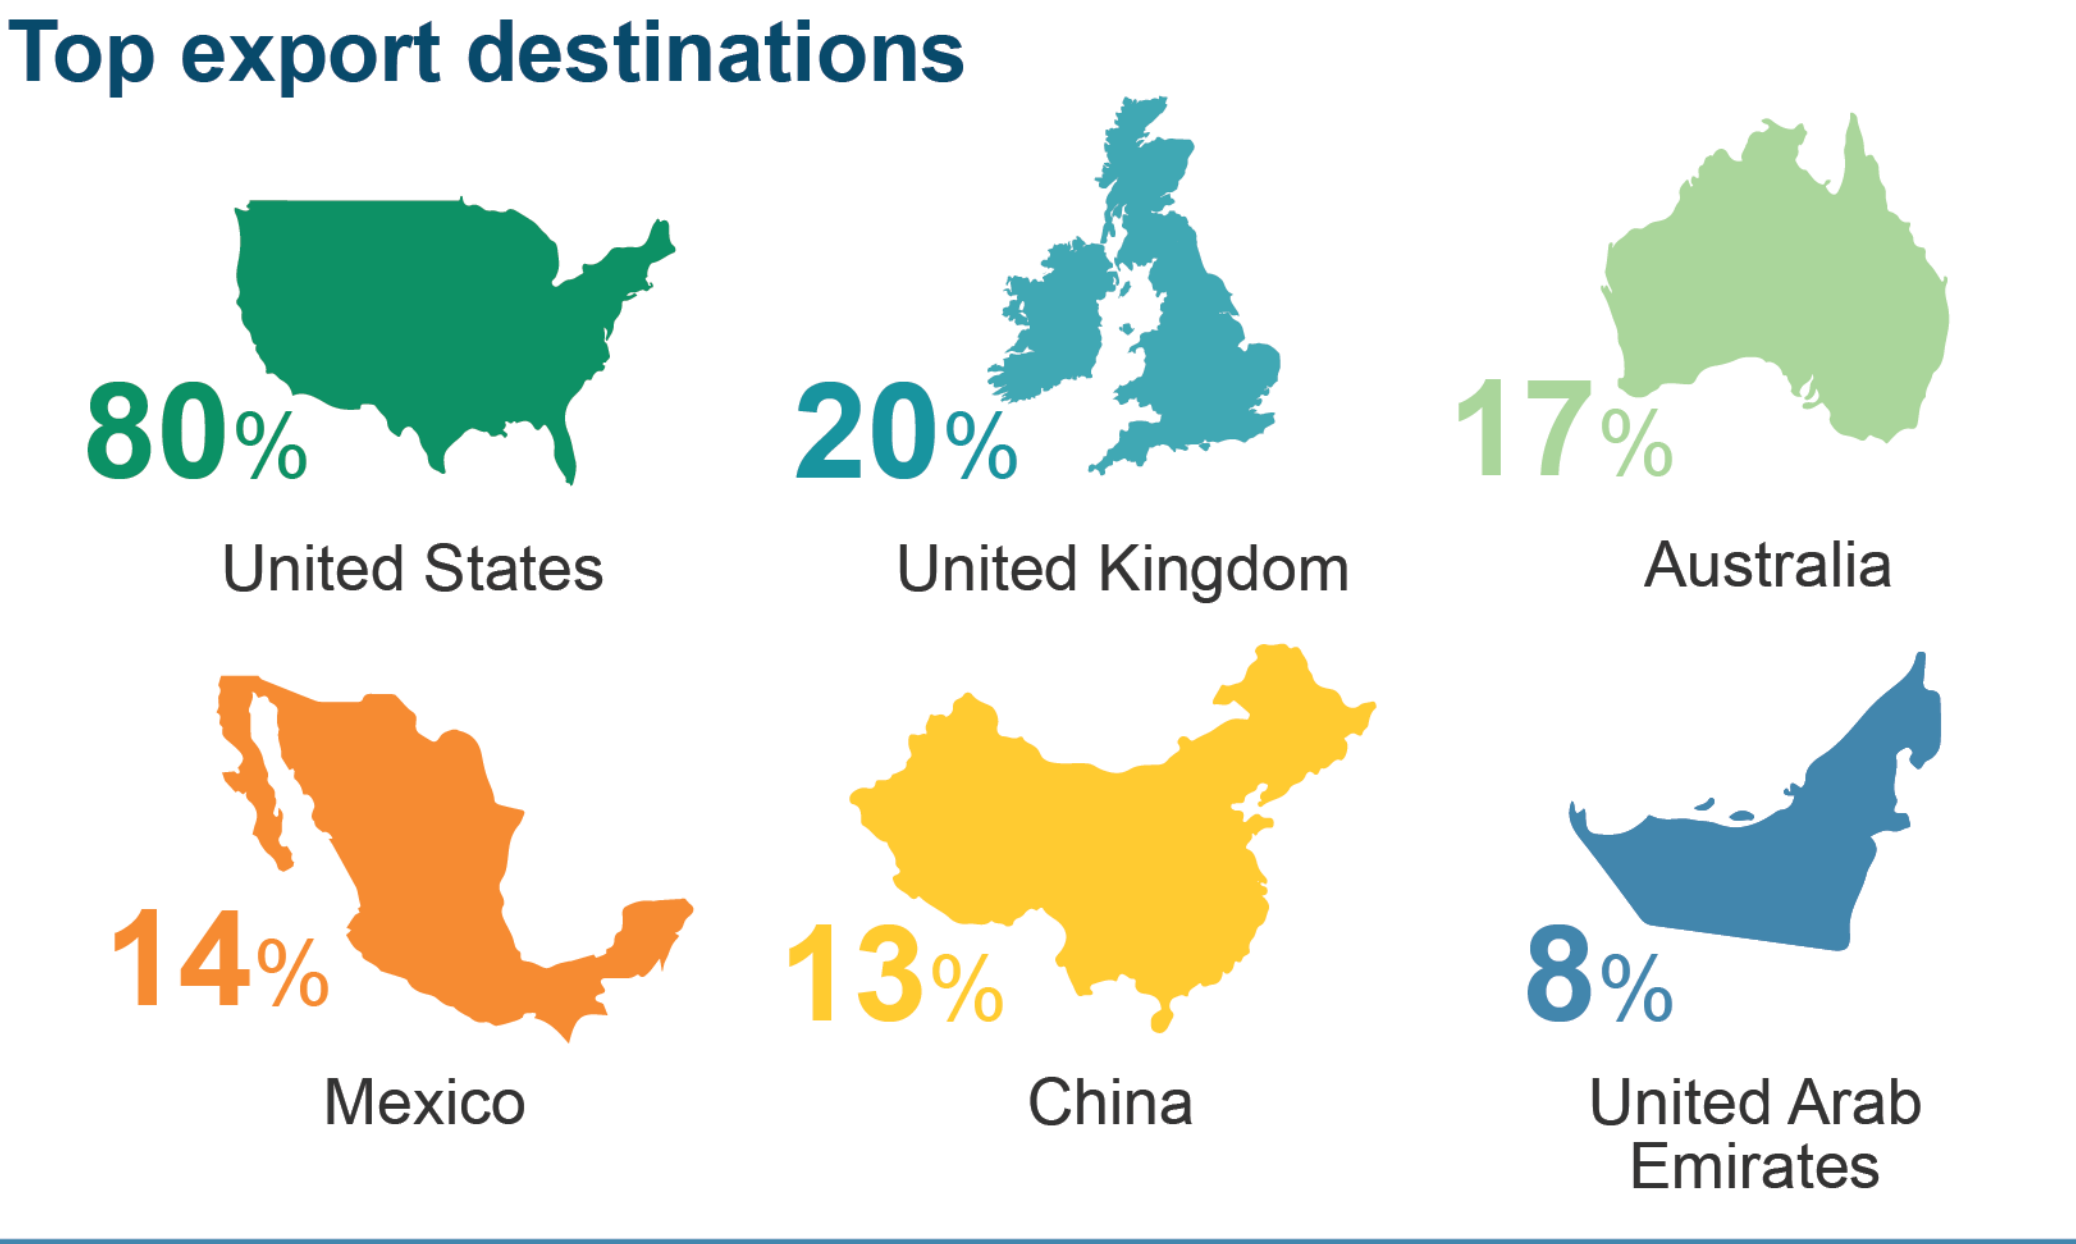 Top export destinations
80%
United States
20%
United Kingdom
17%
Australia
14%
Mexico
13%
China
8%
United Arab
Emirates